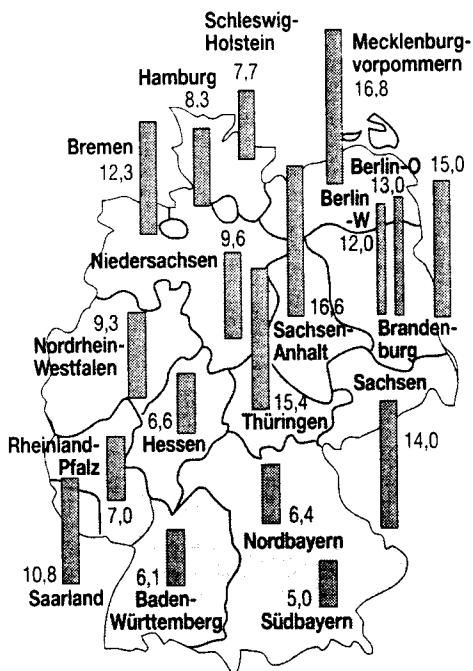 Schleswig-
Holstein
7,7
Mecklenburg-
vorpommern
16,8
Hamburg
8.3
Bremen
12,3
Berlin-O
13,0
15,0
Berlin
-W
12,0
9,6
Niedersachsen
16,6
Sachsen-
Anhalt
Branden-
burg
9,3
Nordrhein-
Westfalen
15,4
Thüringen
Sachsen
14,0
6,6
Hessen
Rheinland-
Pfalz
7,0
6,4
Nordbayern
10,8
Saarland
6,1
Baden-
Württemberg
5,0
Südbayern